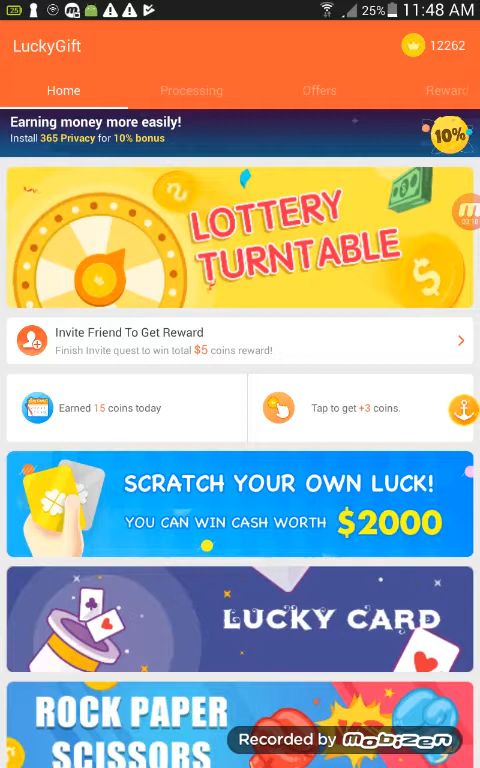 25
25%
11:48 AM
LuckyGift
12262
Home
Processing
Offers
Reward
Earning money more easily!
Install 365 Privacy for 10% bonus
10%
LOTTERY
TURNTABLE
Invite Friend To Get Reward
Finish Invite quest to win total $5 coins reward!
Earned 15 coins today
Tap to get +3 coins.
SCRATCH YOUR OWN LUCK!
YOU CAN WIN CASH WORTH $2000
LUCKY CARD
ROCK PAPER
SCISSORS
Recorded by Mobizen